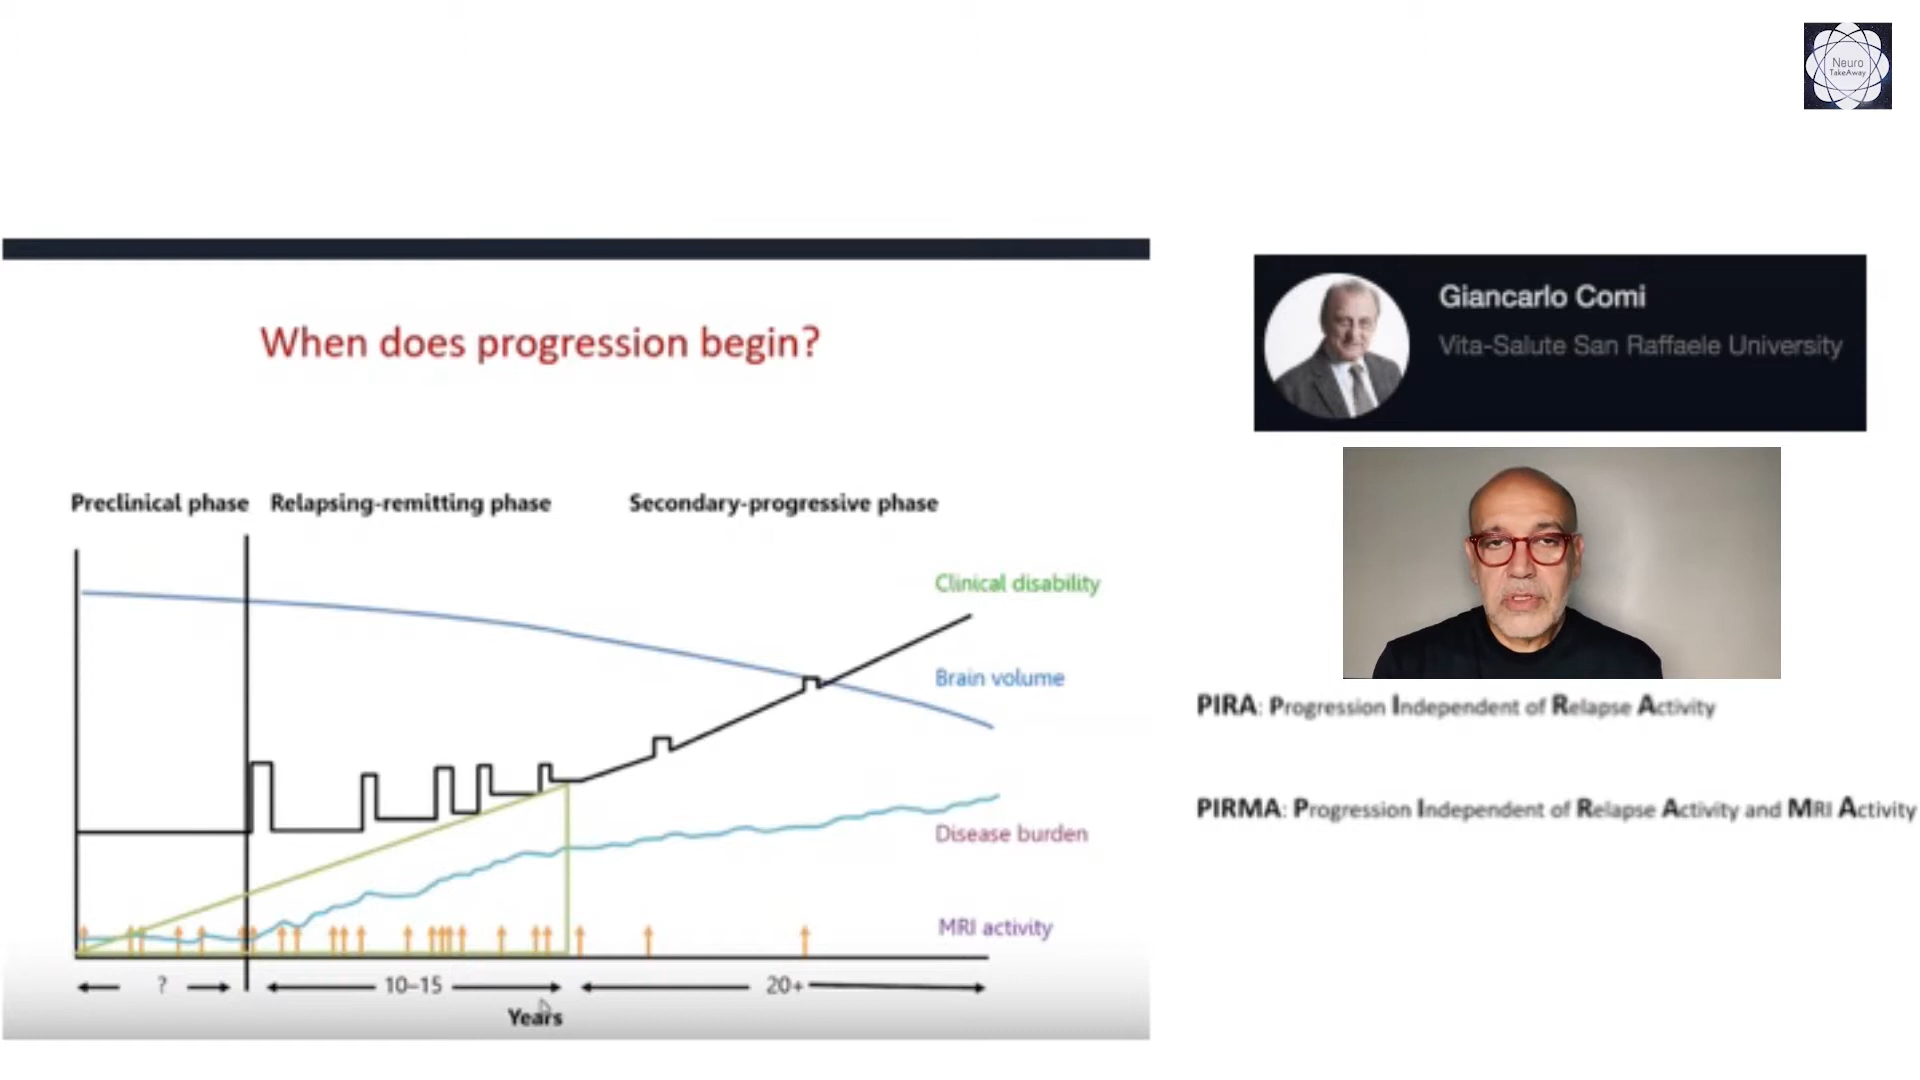 Neuro
TakeAway
When does progression begin?
Giancarlo Comi
Vita-Salute San Raffaele University
Preclinical phase Relapsing-remitting phase Secondary-progressive phase
Clinical disability
Brain volume
Disease burden
MRI activity
? 10–15 20+
Years
PIRA: Progression Independent of Relapse Activity
PIRMA: Progression Independent of Relapse Activity and MRI Activity